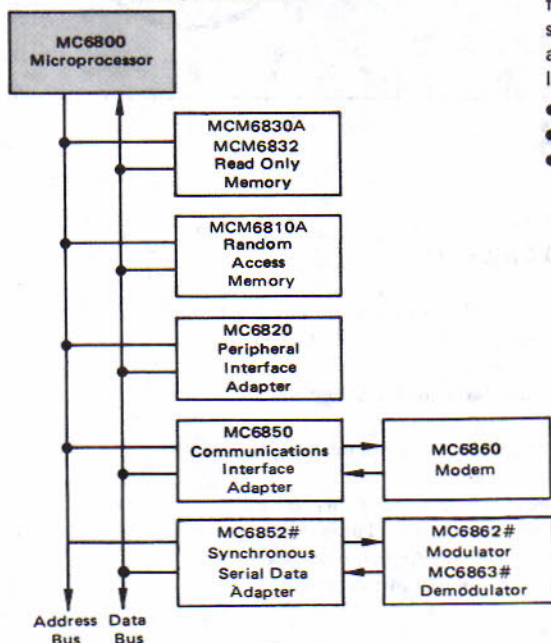 MC6800
Microprocessor
MCM6830A
MCM6832
Read Only
Memory
MCM6810A
Random
Access
Memory
MC6820
Peripheral
Interface
Adapter
MC6850
Communications
Interface
Adapter
MC6860
Modem
MC6852#
Synchronous
Serial Data
Adapter
MC6862#
Modulator
MC6863#
Demodulator
Address Data
Bus Bus